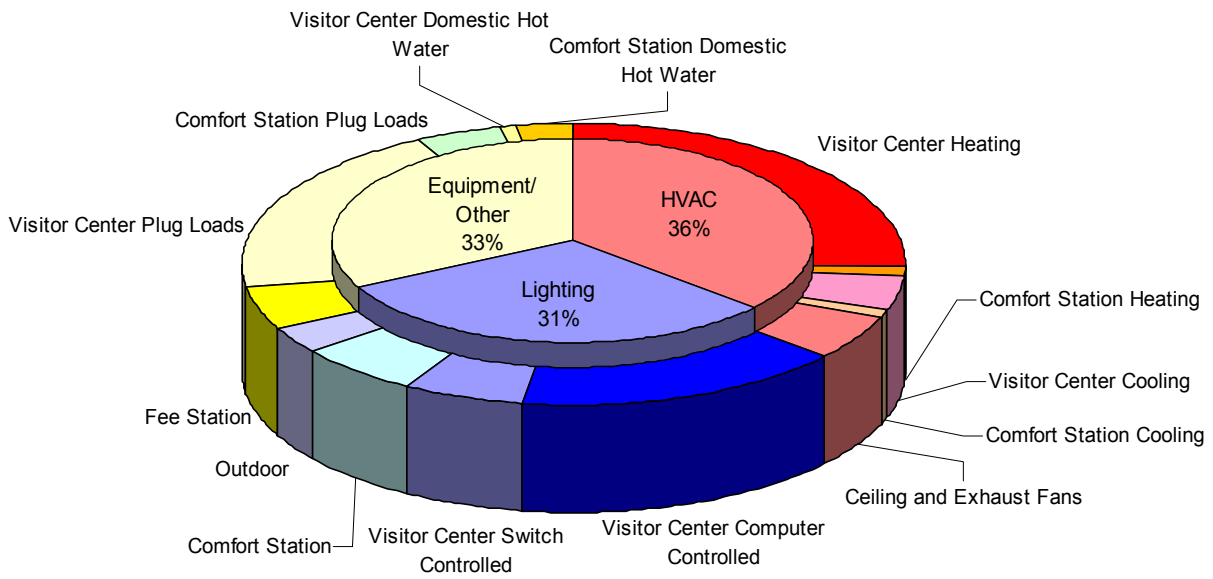 Visitor Center Domestic Hot
Water
Comfort Station Domestic
Hot Water
Comfort Station Plug Loads
Visitor Center Heating
Equipment/
Other
33%
HVAC
36%
Visitor Center Plug Loads
Lighting
31%
Comfort Station Heating
Visitor Center Cooling
Fee Station
Comfort Station Cooling
Outdoor
Ceiling and Exhaust Fans
Comfort Station
Visitor Center Switch
Controlled
Visitor Center Computer
Controlled